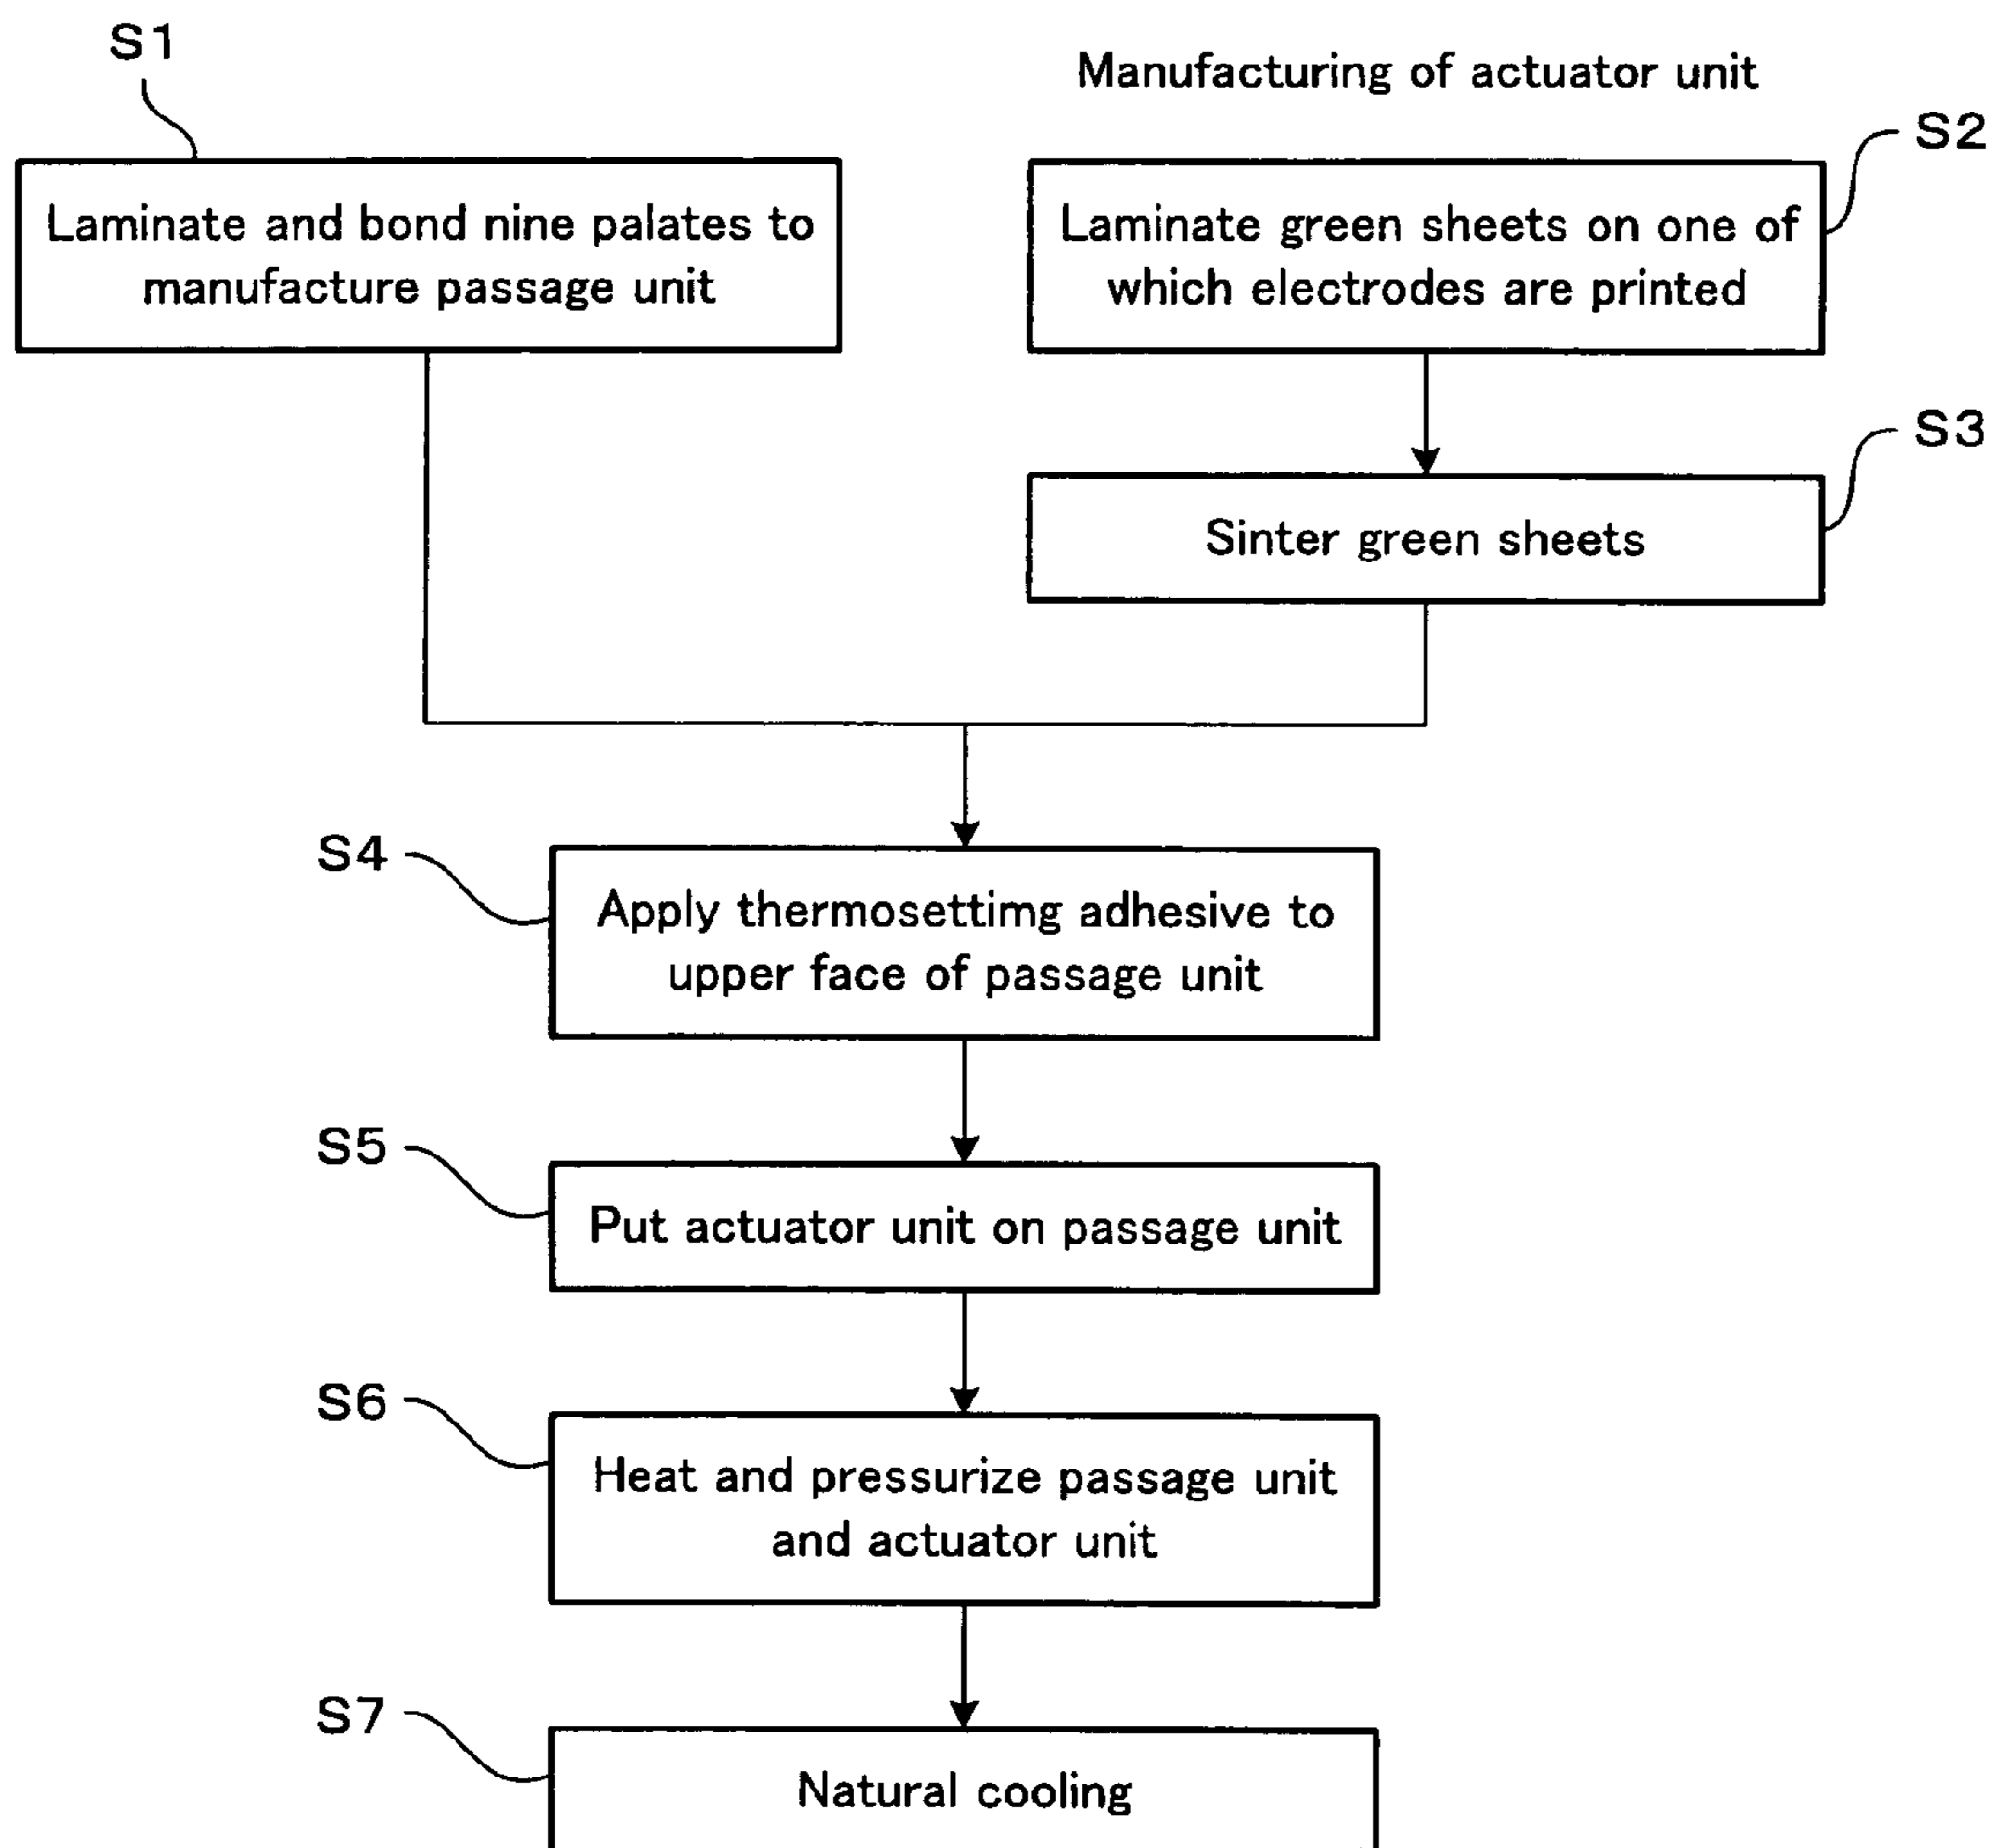 S1
Manufacturing of actuator unit
S2
Laminate and bond nine palates to
manufacture passage unit
Laminate green sheets on one of
which electrodes are printed
S3
Sinter green sheets
S4
Apply thermosettimg adhesive to
upper face of passage unit
S5
Put actuator unit on passage unit
S6
Heat and pressurize passage unit
and actuator unit
S7
Natural cooling